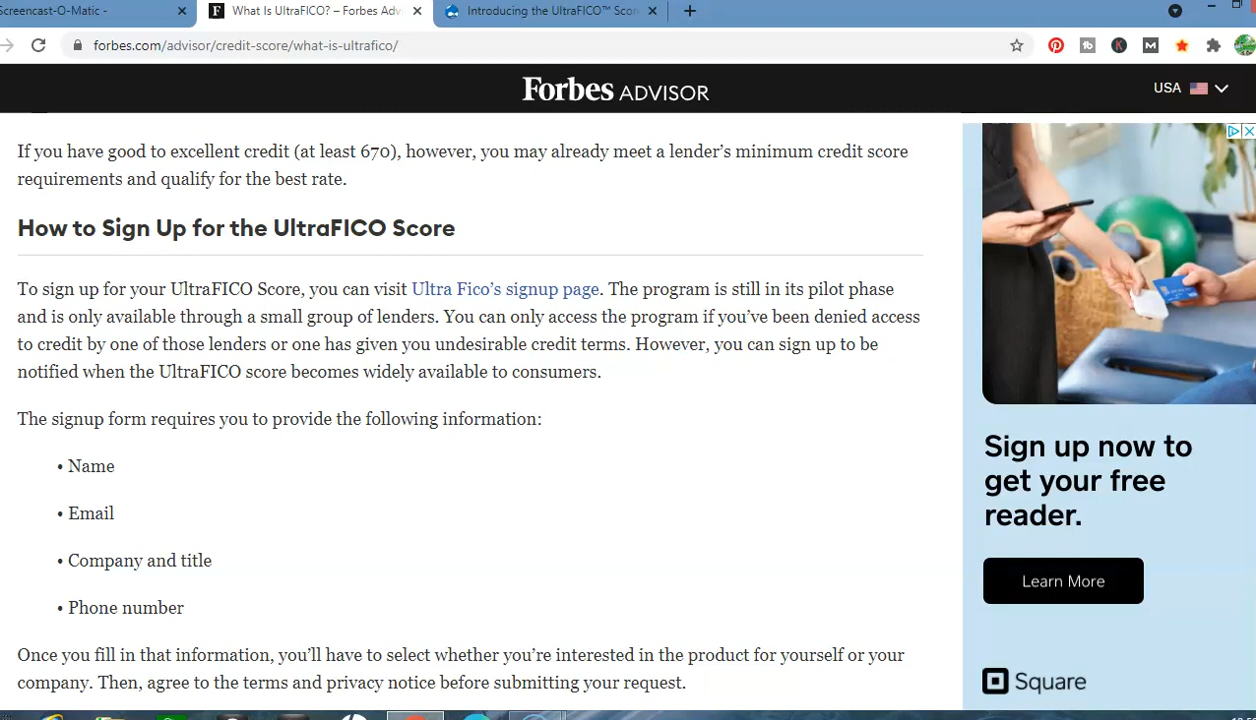 Screencast-O-Matic -
What Is UltraFICO? – Forbes Adv
Introducing the UltraFICO™ Scor
forbes.com/advisor/credit-score/what-is-ultrafico/
Forbes ADVISOR
USA
If you have good to excellent credit (at least 670), however, you may already meet a lender’s minimum credit score
requirements and qualify for the best rate.
How to Sign Up for the UltraFICO Score
To sign up for your UltraFICO Score, you can visit Ultra Fico’s signup page. The program is still in its pilot phase
and is only available through a small group of lenders. You can only access the program if you’ve been denied access
to credit by one of those lenders or one has given you undesirable credit terms. However, you can sign up to be
notified when the UltraFICO score becomes widely available to consumers.
The signup form requires you to provide the following information:
• Name
• Email
• Company and title
• Phone number
Once you fill in that information, you’ll have to select whether you’re interested in the product for yourself or your
company. Then, agree to the terms and privacy notice before submitting your request.
Sign up now to
get your free
reader.
Learn More
Square